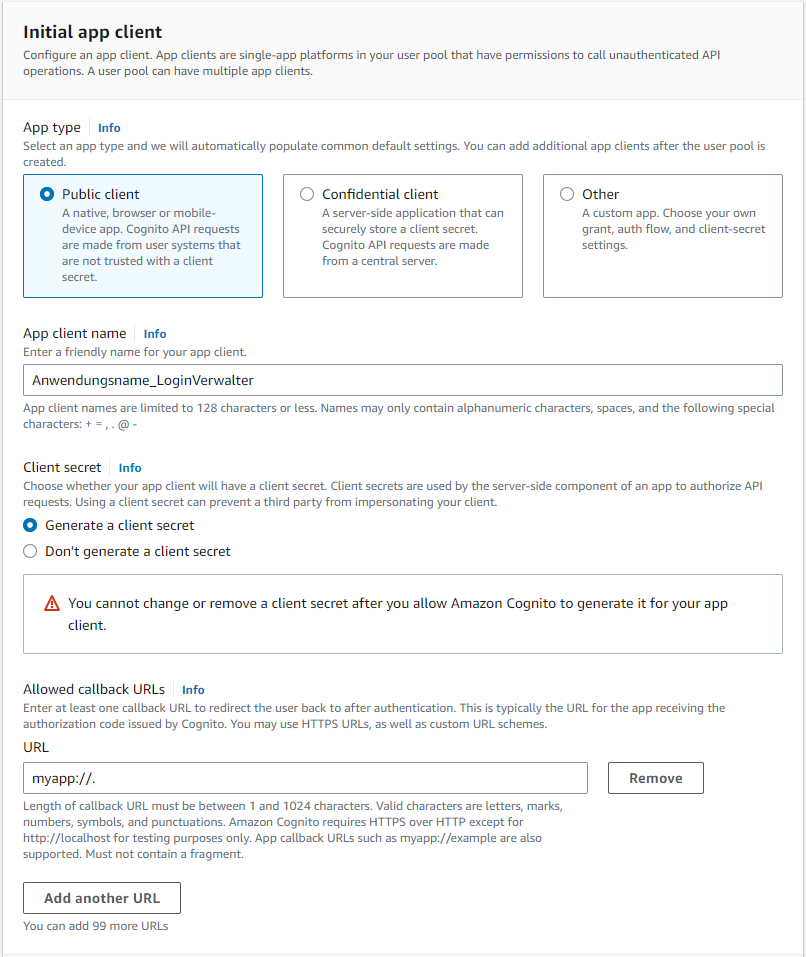 Initial app client
Configure an app client. App clients are single-app platforms in your user pool that have permissions to call unauthenticated API
operations. A user pool can have multiple app clients.
App type Info
Select an app type and we will automatically populate common default settings. You can add additional app clients after the user pool is
created.
Public client
A native, browser or mobile-
device app. Cognito API requests
are made from user systems that
are not trusted with a client
secret.
Confidential client
A server-side application that can
securely store a client secret.
Cognito API requests are made
from a central server.
Other
A custom app. Choose your own
grant, auth flow, and client-secret
settings.
App client name Info
Enter a friendly name for your app client.
Anwendungsname_LoginVerwalter
App client names are limited to 128 characters or less. Names may only contain alphanumeric characters, spaces, and the following special
characters: + = , . @ -
Client secret Info
Choose whether your app client will have a client secret. Client secrets are used by the server-side component of an app to authorize API
requests. Using a client secret can prevent a third party from impersonating your client.
Generate a client secret
Don't generate a client secret
You cannot change or remove a client secret after you allow Amazon Cognito to generate it for your app
client.
Allowed callback URLs Info
Enter at least one callback URL to redirect the user back to after authentication. This is typically the URL for the app receiving the
authorization code issued by Cognito. You may use HTTPS URLs, as well as custom URL schemes.
URL
myapp://.
Remove
Length of callback URL must be between 1 and 1024 characters. Valid characters are letters, marks,
numbers, symbols, and punctuations. Amazon Cognito requires HTTPS over HTTP except for
http://localhost for testing purposes only. App callback URLs such as myapp://example are also
supported. Must not contain a fragment.
Add another URL
You can add 99 more URLs